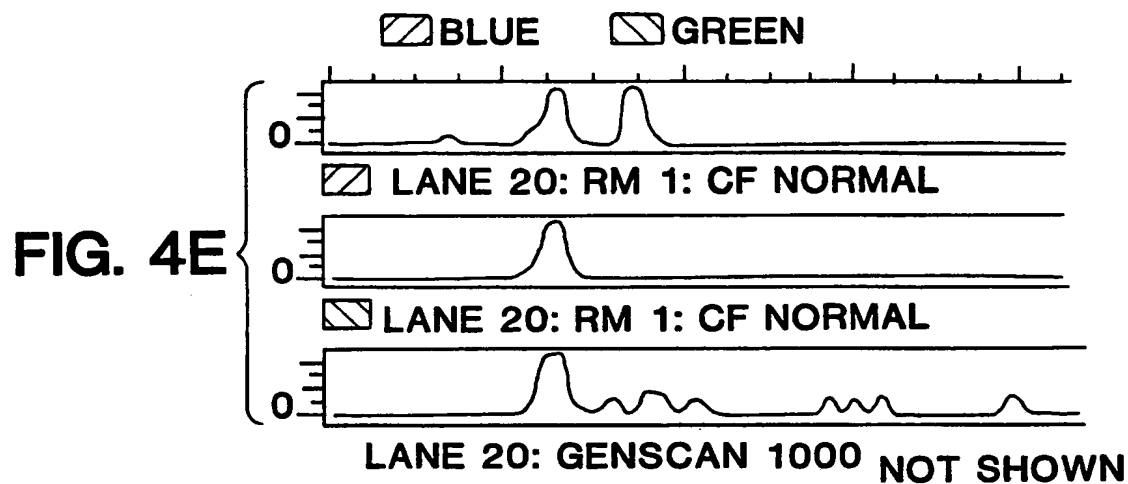 BLUE GREEN
0
LANE 20: RM 1: CF NORMAL
FIG. 4E
0
LANE 20: RM 1: CF NORMAL
0
LANE 20: GENSCAN 1000 NOT SHOWN